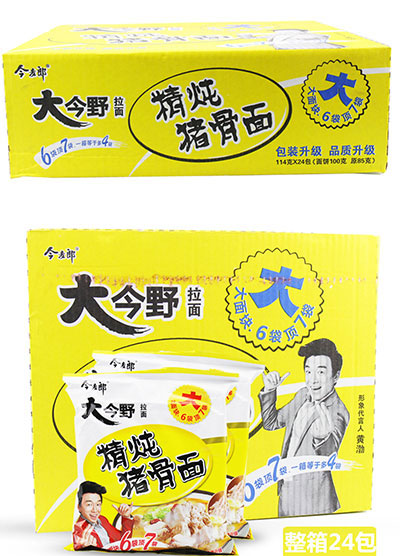 今麦郎
大今野拉面
精炖
猪骨面
大
大面块:6袋顶7袋
6袋顶7袋,一箱等于多4袋
包装升级 品质升级
114克X24包(面饼100克 原85克)
今麦郎
大今野拉面
大
大面块:6袋顶7袋
6袋顶7袋,一箱等于多4袋
形象代言人 黄渤
今麦郎
大今野拉面
大
大面块:6袋顶7袋
精炖
猪骨面
大面块6袋顶7袋
整箱24包